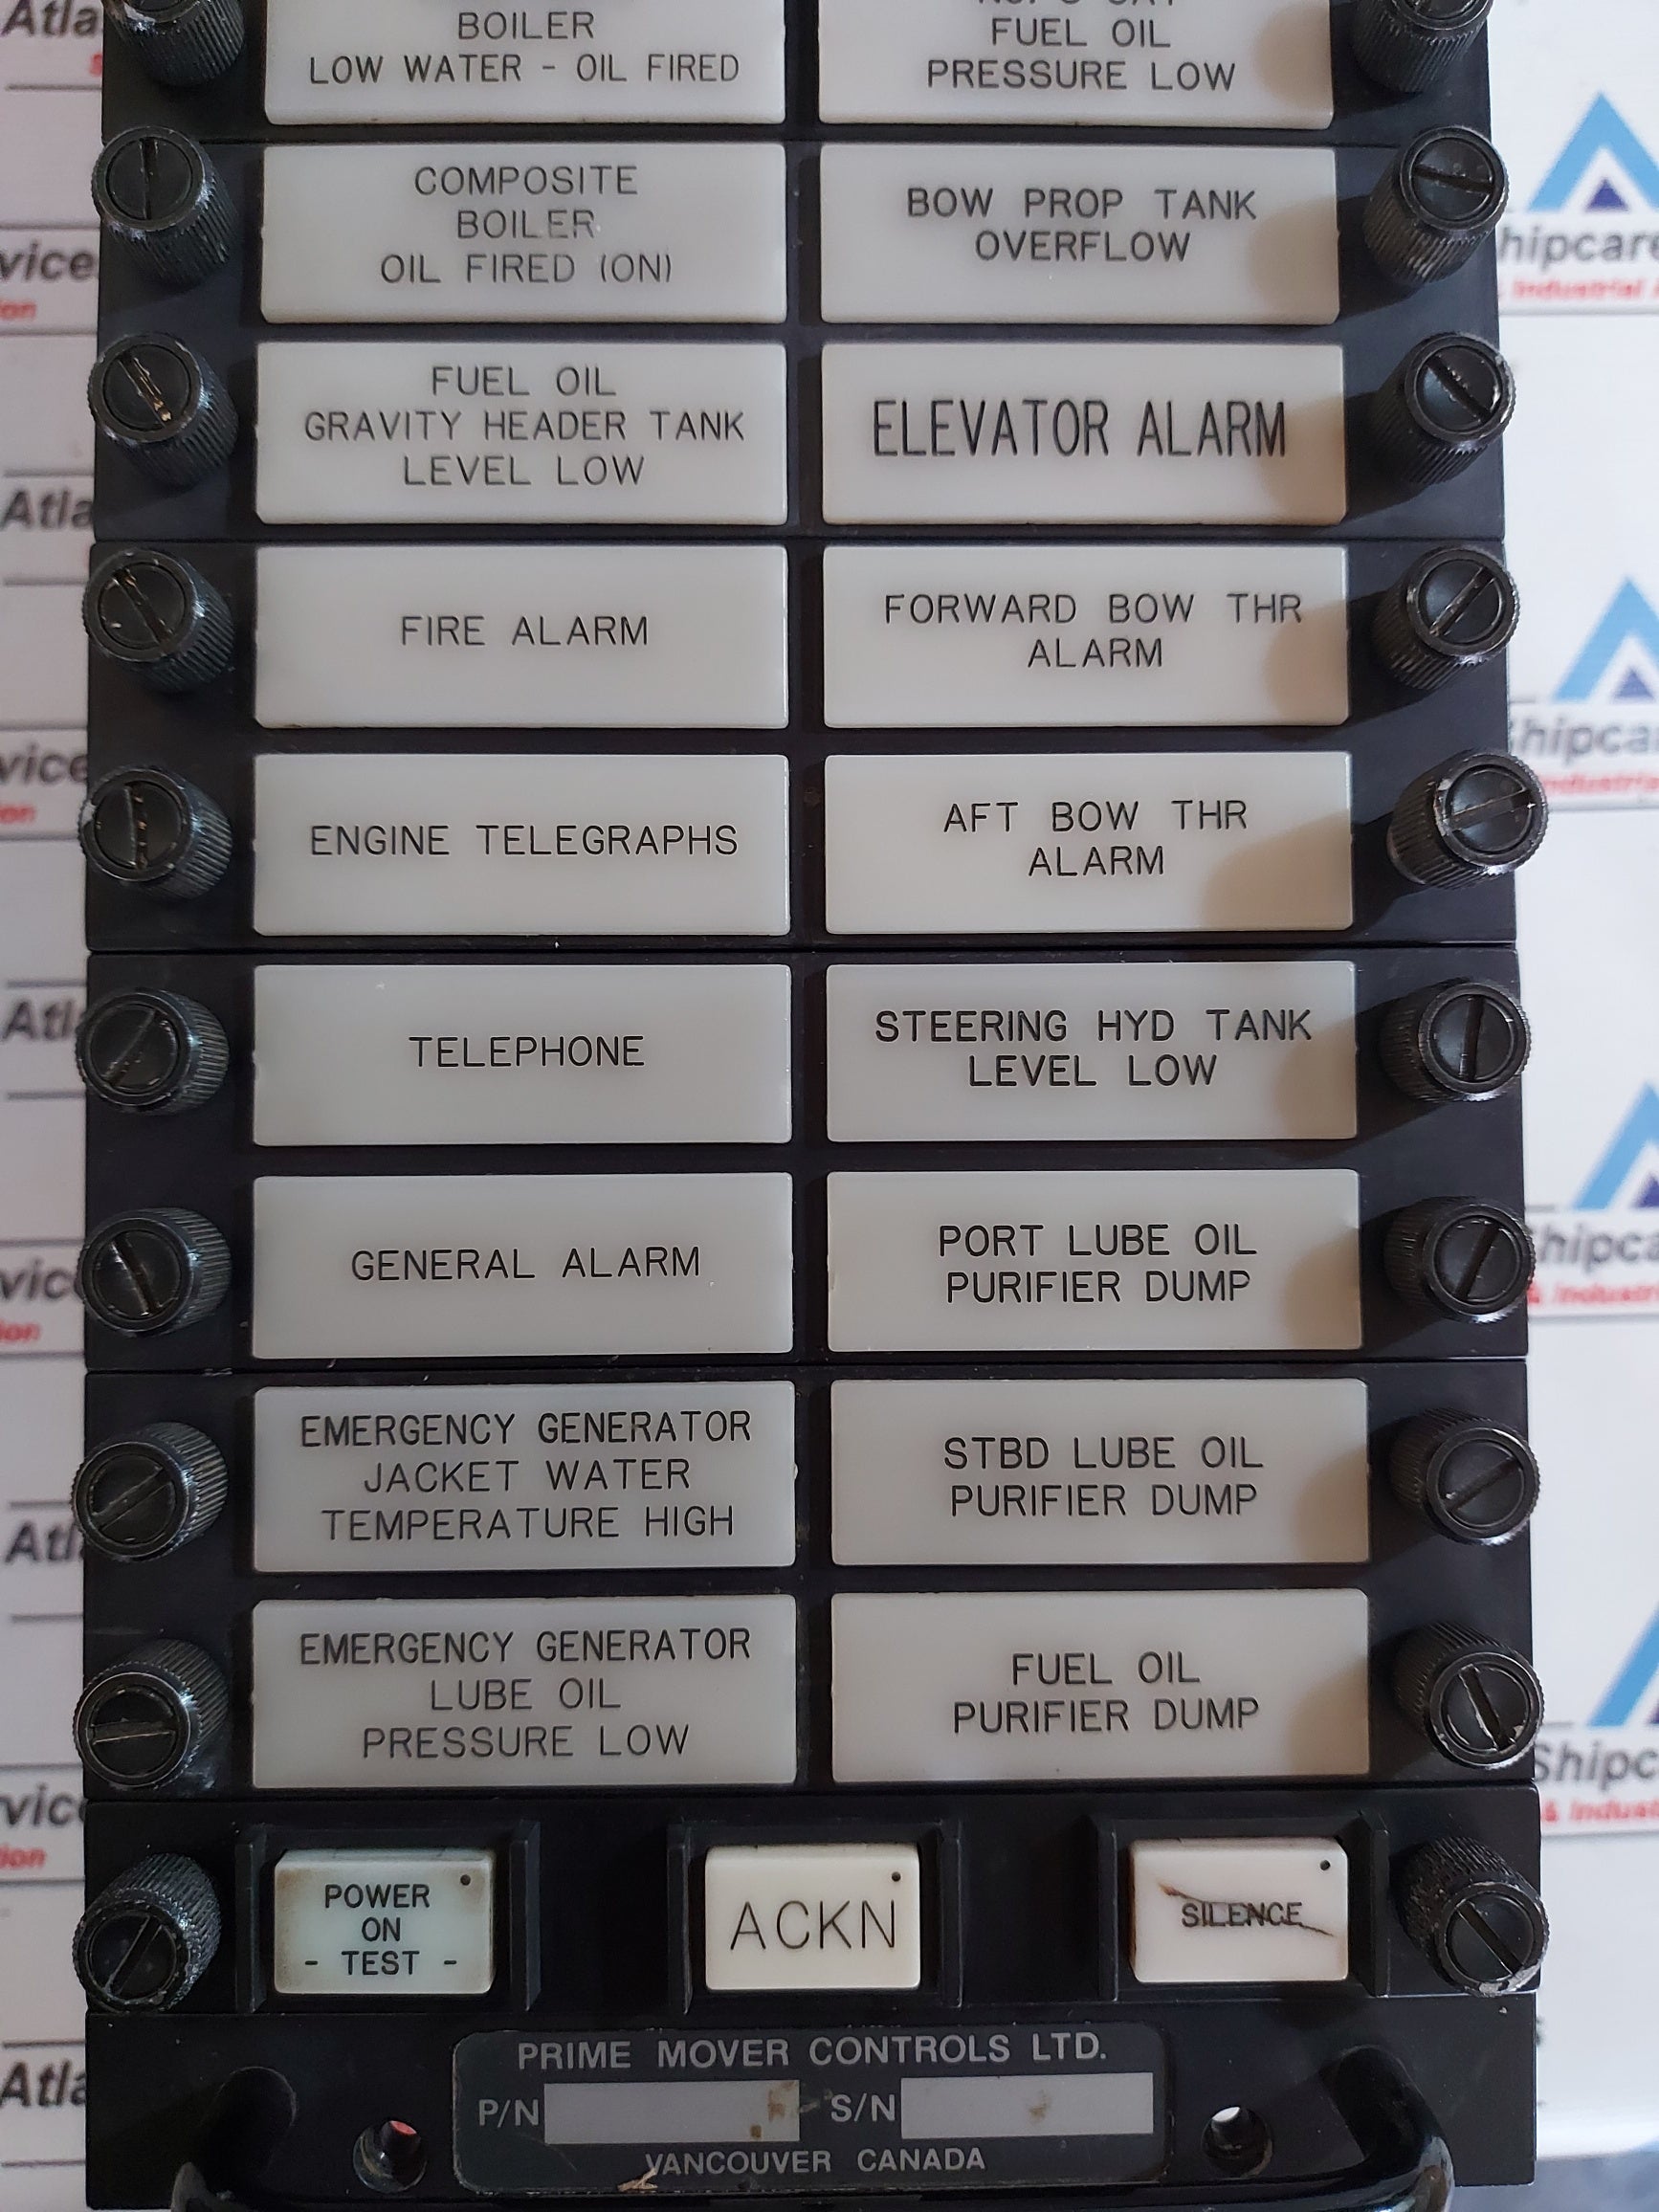 BOILER
LOW WATER - OIL FIRED
FUEL OIL
PRESSURE LOW
COMPOSITE
BOILER
OIL FIRED (ON)
BOW PROP TANK
OVERFLOW
FUEL OIL
GRAVITY HEADER TANK
LEVEL LOW
ELEVATOR ALARM
FIRE ALARM
FORWARD BOW THR
ALARM
ENGINE TELEGRAPHS
AFT BOW THR
ALARM
TELEPHONE
STEERING HYD TANK
LEVEL LOW
GENERAL ALARM
PORT LUBE OIL
PURIFIER DUMP
EMERGENCY GENERATOR
JACKET WATER
TEMPERATURE HIGH
STBD LUBE OIL
PURIFIER DUMP
EMERGENCY GENERATOR
LUBE OIL
PRESSURE LOW
FUEL OIL
PURIFIER DUMP
POWER
ON
- TEST -
ACKN
SILENCE
PRIME MOVER CONTROLS LTD.
P/N S/N
VANCOUVER CANADA